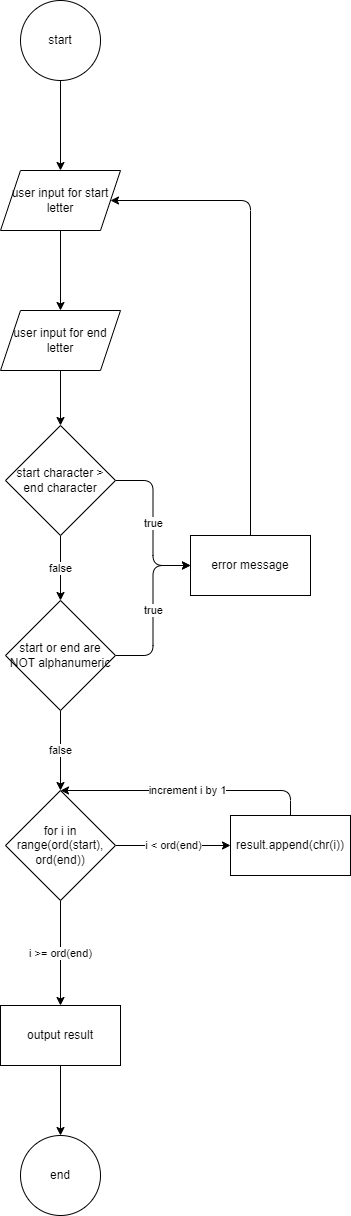 start
user input for start
letter
user input for end
letter
start character >
end character
true
error message
false
true
start or end are
NOT alphanumeric
false
increment i by 1
for i in
range(ord(start),
ord(end))
i < ord(end)
result.append(chr(i))
i >= ord(end)
output result
end